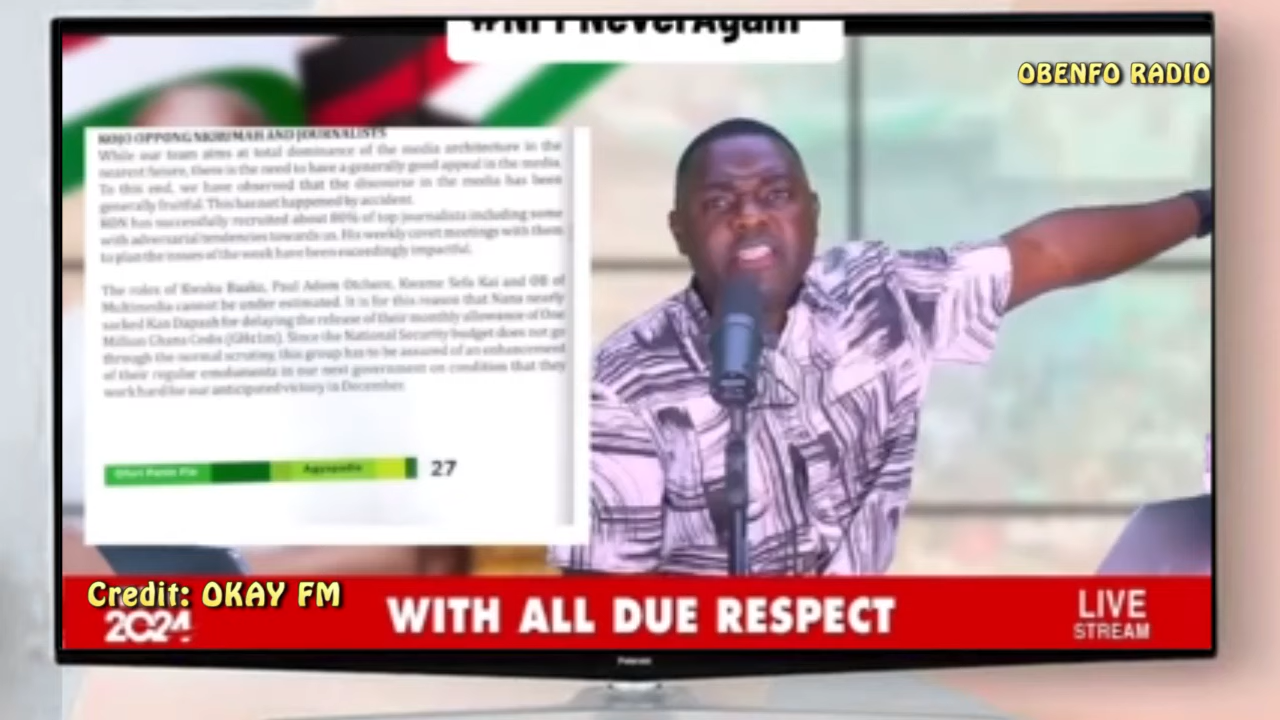 #NPPNeverAgain
OBENFO RADIO
KOJO OPPONG NKRUMAH AND JOURNALISTS
While our team aims at total dominance of the media architecture in the
nearest future, there is the need to have a generally good appeal in the media.
To this end, we have observed that the discourse in the media has been
generally fruitful. This has not happened by accident.
KON has successfully recruited about 80% of top journalists including some
with adversarial tendencies towards us. His weekly covet meetings with them
to plan the issues of the week have been exceedingly impactful.
The roles of Kweku Baako, Paul Adom Otchere, Kwame Sefa Kai and OB of
Multimedia cannot be under estimated. It is for this reason that Nana nearly
sacked Kan Dapaah for delaying the release of their monthly allowance of One
Million Ghana Cedis (GH¢1m). Since the National Security budget does not go
through the normal scrutiny, this group has to be assured of an enhancement
of their regular emoluments in our next government on condition that they
work hard for our anticipated victory in December.
Agyapadie
27
Credit: OKAY FM
2024
WITH ALL DUE RESPECT
LIVE
STREAM